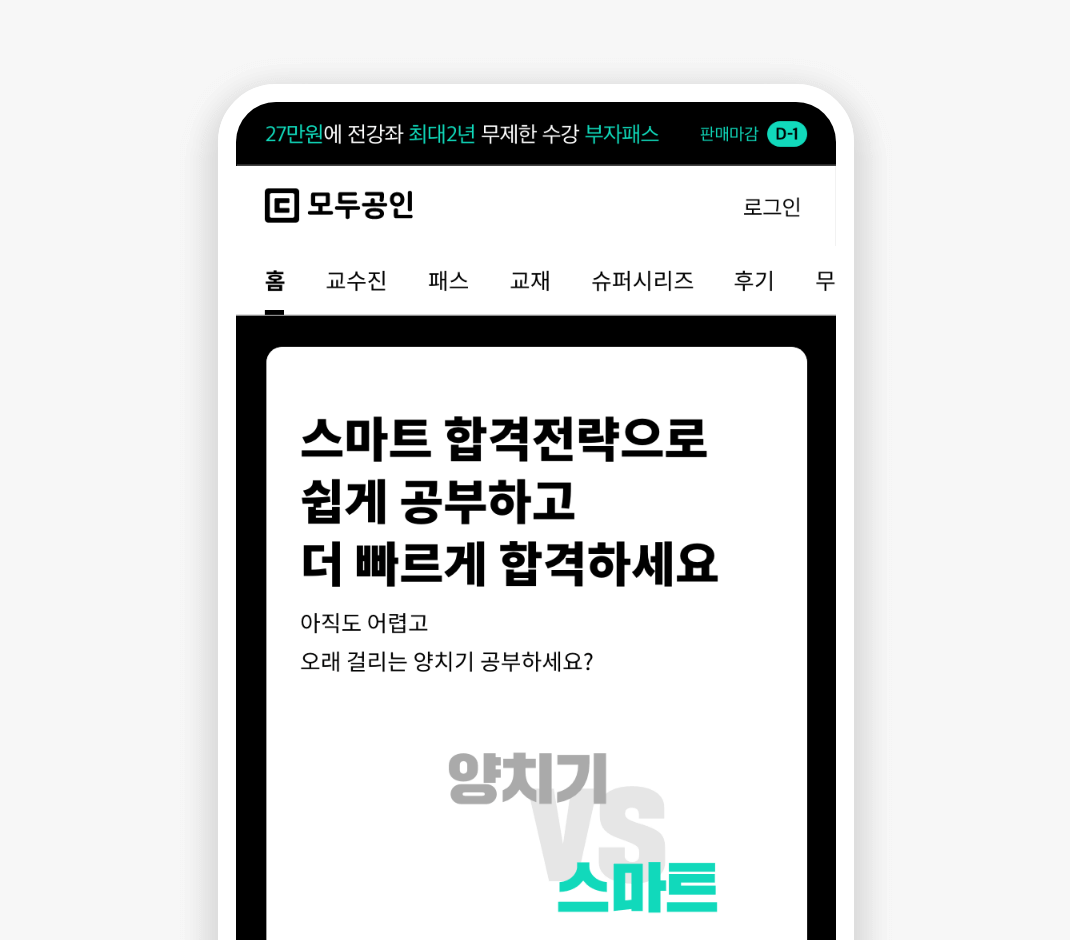 27만원에 전강좌 최대2년 무제한 수강 부자패스 판매마감 D-1
모두공인 로그인
홈 교수진 패스 교재 슈퍼시리즈 후기 무
스마트 합격전략으로
쉽게 공부하고
더 빠르게 합격하세요
아직도 어렵고
오래 걸리는 양치기 공부하세요?
양치기
VS
스마트